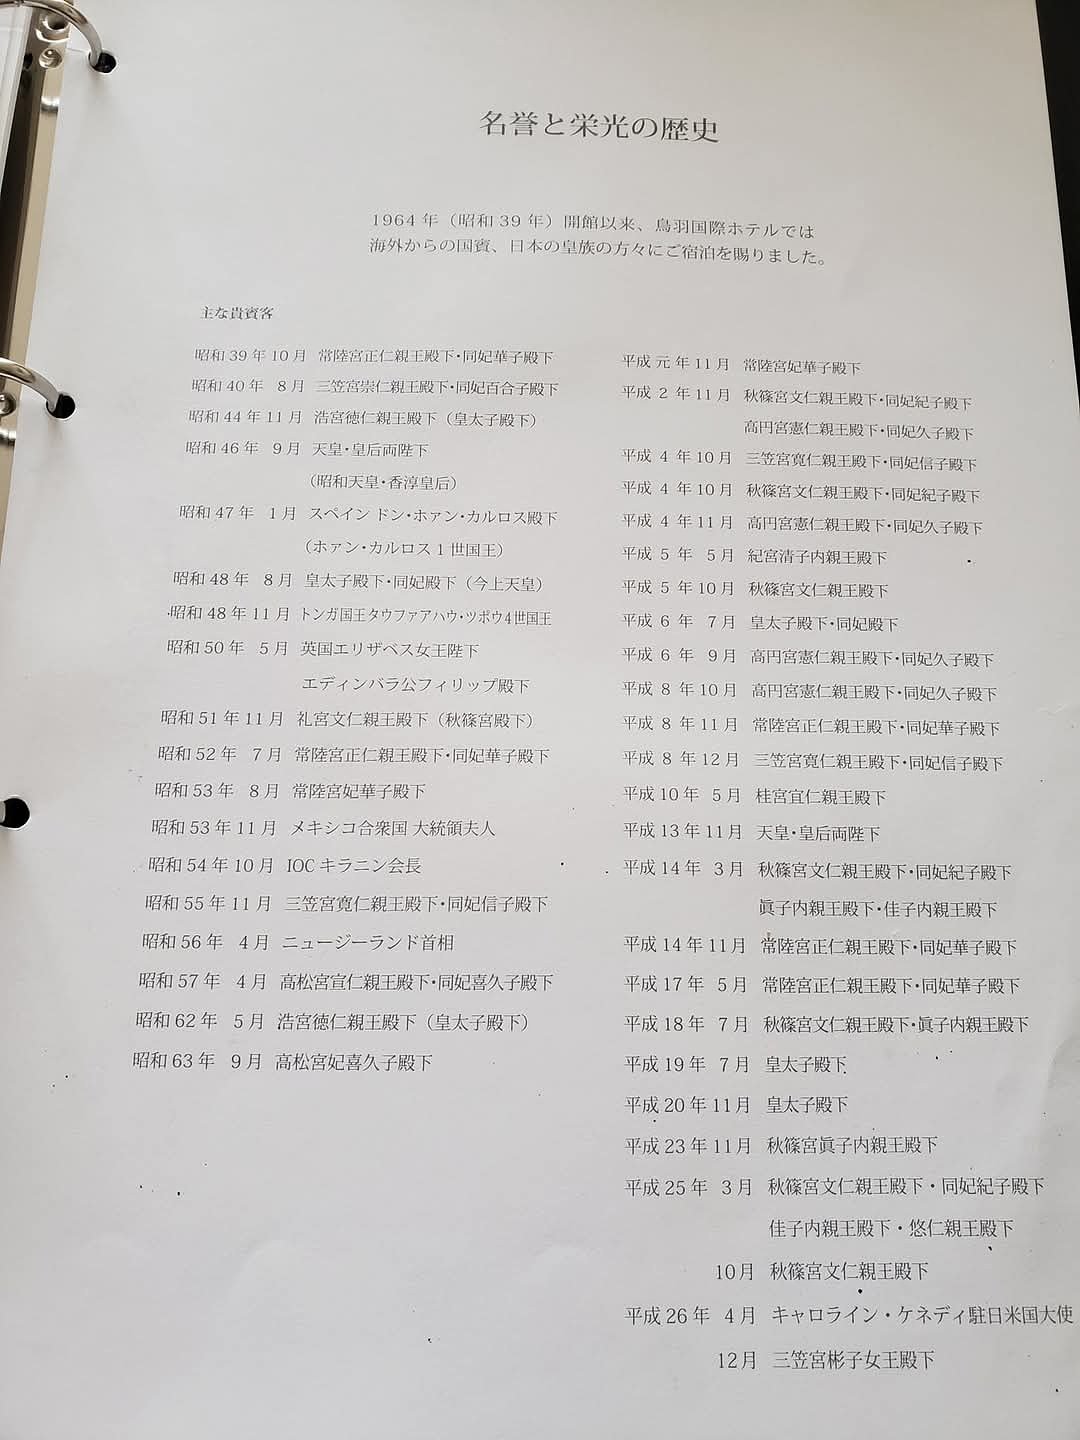 名誉と栄光の歴史
1964年（昭和39年）開館以来、鳥羽国際ホテルでは
海外からの国賓、日本の皇族の方々にご宿泊を賜りました。
主な貴賓客
昭和39年10月 常陸宮正仁親王殿下・同妃華子殿下
昭和40年 8月 三笠宮崇仁親王殿下・同妃百合子殿下
昭和44年11月 浩宮徳仁親王殿下（皇太子殿下）
昭和46年 9月 天皇・皇后両陛下
（昭和天皇・香淳皇后）
昭和47年 1月 スペイン ドン・ホァン・カルロス殿下
（ホァン・カルロス1世国王）
昭和48年 8月 皇太子殿下・同妃殿下（今上天皇）
昭和48年11月 トンガ国王タウファアハウ・ツボウ4世国王
昭和50年 5月 英国エリザベス女王陛下
エディンバラ公フィリップ殿下
昭和51年11月 礼宮文仁親王殿下（秋篠宮殿下）
昭和52年 7月 常陸宮正仁親王殿下・同妃華子殿下
昭和53年 8月 常陸宮妃華子殿下
昭和53年11月 メキシコ合衆国 大統領夫人
昭和54年10月 IOC キラニン会長
昭和55年11月 三笠宮寛仁親王殿下・同妃信子殿下
昭和56年 4月 ニュージーランド首相
昭和57年 4月 高松宮宣仁親王殿下・同妃喜久子殿下
昭和62年 5月 浩宮徳仁親王殿下（皇太子殿下）
昭和63年 9月 高松宮妃喜久子殿下
平成元年11月 常陸宮妃華子殿下
平成 2年11月 秋篠宮文仁親王殿下・同妃紀子殿下
高円宮憲仁親王殿下・同妃久子殿下
平成 4年10月 三笠宮寛仁親王殿下・同妃信子殿下
平成 4年10月 秋篠宮文仁親王殿下・同妃紀子殿下
平成 4年11月 高円宮憲仁親王殿下・同妃久子殿下
平成 5年 5月 紀宮清子内親王殿下
平成 5年10月 秋篠宮文仁親王殿下
平成 6年 7月 皇太子殿下・同妃殿下
平成 6年 9月 高円宮憲仁親王殿下・同妃久子殿下
平成 8年10月 高円宮憲仁親王殿下・同妃久子殿下
平成 8年11月 常陸宮正仁親王殿下・同妃華子殿下
平成 8年12月 三笠宮寛仁親王殿下・同妃信子殿下
平成10年 5月 桂宮宜仁親王殿下
平成13年11月 天皇・皇后両陛下
平成14年 3月 秋篠宮文仁親王殿下・同妃紀子殿下
眞子内親王殿下・佳子内親王殿下
平成14年11月 常陸宮正仁親王殿下・同妃華子殿下
平成17年 5月 常陸宮正仁親王殿下・同妃華子殿下
平成18年 7月 秋篠宮文仁親王殿下・眞子内親王殿下
平成19年 7月 皇太子殿下
平成20年11月 皇太子殿下
平成23年11月 秋篠宮眞子内親王殿下
平成25年 3月 秋篠宮文仁親王殿下・同妃紀子殿下
佳子内親王殿下・悠仁親王殿下
10月 秋篠宮文仁親王殿下
平成26年 4月 キャロライン・ケネディ駐日米国大使
12月 三笠宮彬子女王殿下